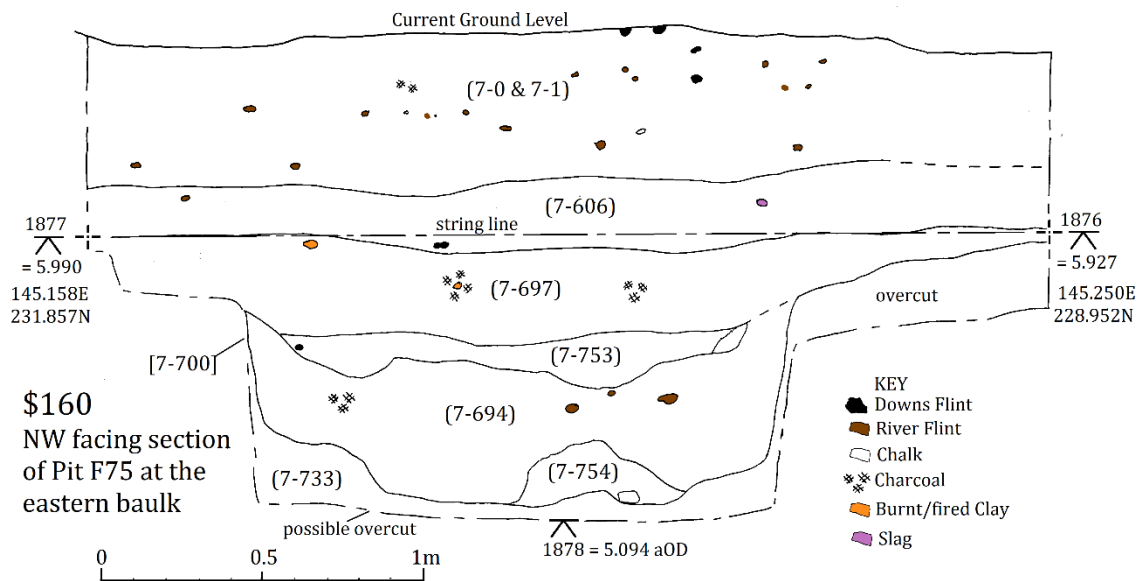 Current Ground Level
(7-0 & 7-1)
(7-606)
string line
1877
= 5.990
145.158E
231.857N
1876
= 5.927
145.250E
228.952N
(7-697)
overcut
[7-700]
(7-753)
(7-694)
(7-733)
(7-754)
$160
NW facing section
of Pit F75 at the
eastern baulk
possible overcut
1878 = 5.094 aOD
0 0.5 1m
KEY
Downs Flint
River Flint
Chalk
Charcoal
Burnt/fired Clay
Slag